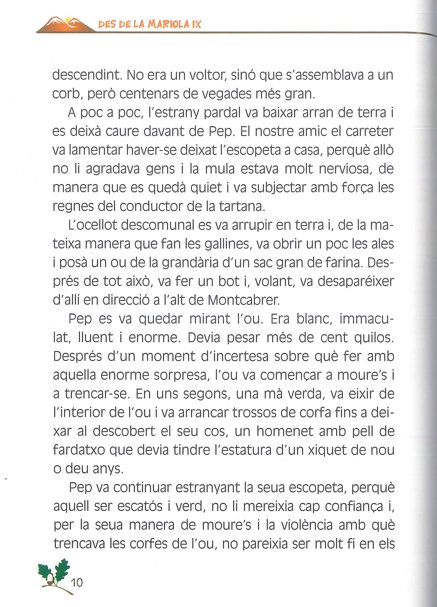 DES DE LA MARIOLA IX
descendint. No era un voltor, sinó que s'assemblava a un
corb, però centenars de vegades més gran.
A poc a poc, l'estrany pardal va baixar arran de terra i
es deixà caure davant de Pep. El nostre amic el carreter
va lamentar haver-se deixat l'escopeta a casa, perquè allò
no li agradava gens i la mula estava molt nerviosa, de
manera que es quedà quiet i va subjectar amb força les
regnes del conductor de la tartana.
L'ocellot descomunal es va arrupir en terra i, de la ma-
teixa manera que fan les gallines, va obrir un poc les ales
i posà un ou de la grandària d'un sac gran de farina. Des-
prés de tot això, va fer un bot i, volant, va desaparéixer
d'allí en direcció a l'alt de Montcabrer.
Pep es va quedar mirant l'ou. Era blanc, immacu-
lat, lluent i enorme. Devia pesar més de cent quilos.
Després d'un moment d'incertesa sobre què fer amb
aquella enorme sorpresa, l'ou va començar a moure's i
a trencar-se. En uns segons, una mà verda, va eixir de
l'interior de l'ou i va arrancar trossos de corfa fins a dei-
xar al descobert el seu cos, un homenet amb pell de
fardatxo que devia tindre l'estatura d'un xiquet de nou
o deu anys.
Pep va continuar estranyant la seua escopeta, perquè
aquell ser escatós i verd, no li mereixia cap confiança i,
per la seua manera de moure's i la violència amb què
trencava les corfes de l'ou, no pareixia ser molt fi en els
10